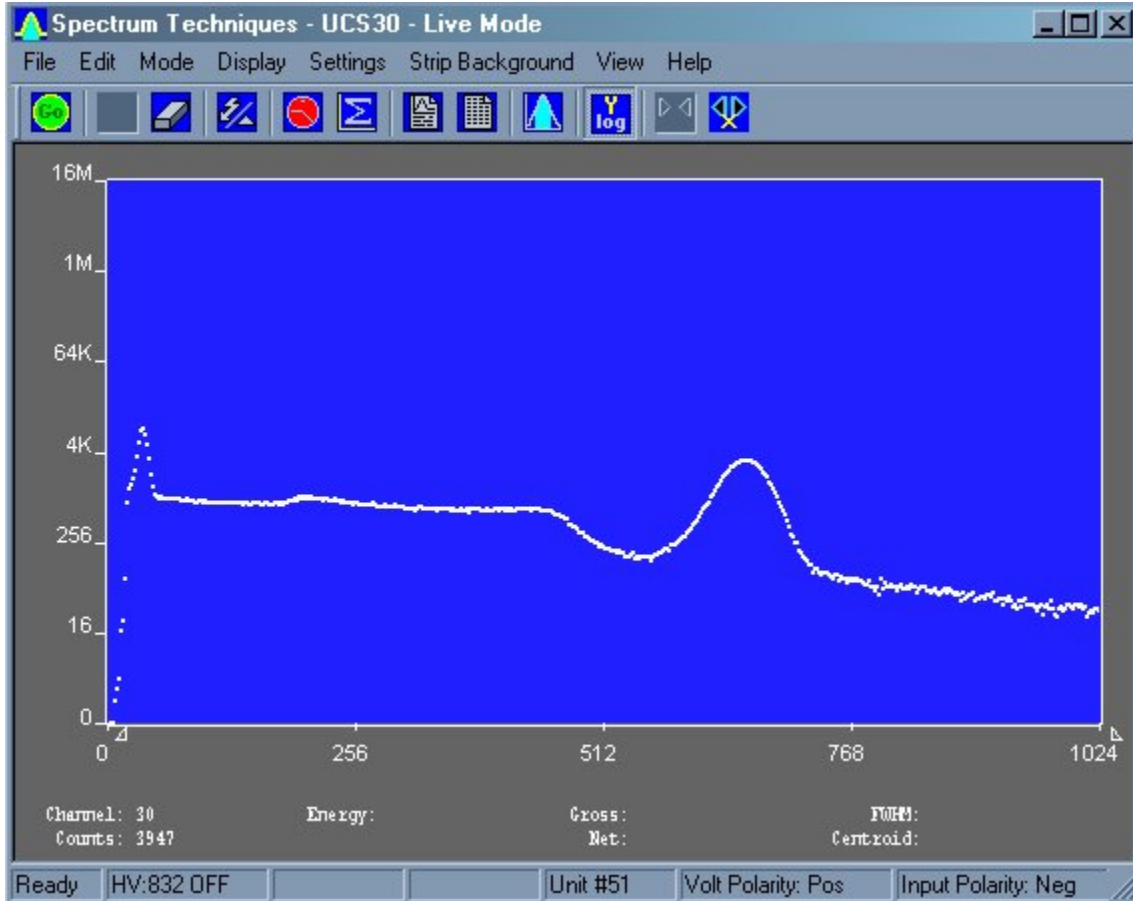 Spectrum Techniques - UCS30 - Live Mode
File Edit Mode Display Settings Strip Background View Help
Go Σ Y log
16M
1M
64K
4K
256
16
0
0 256 512 768 1024
Channel: 30 Energy: Gross: FWHM:
Counts: 3947 Net: Centroid:
Ready HV:832 OFF Unit #51 Volt Polarity: Pos Input Polarity: Neg